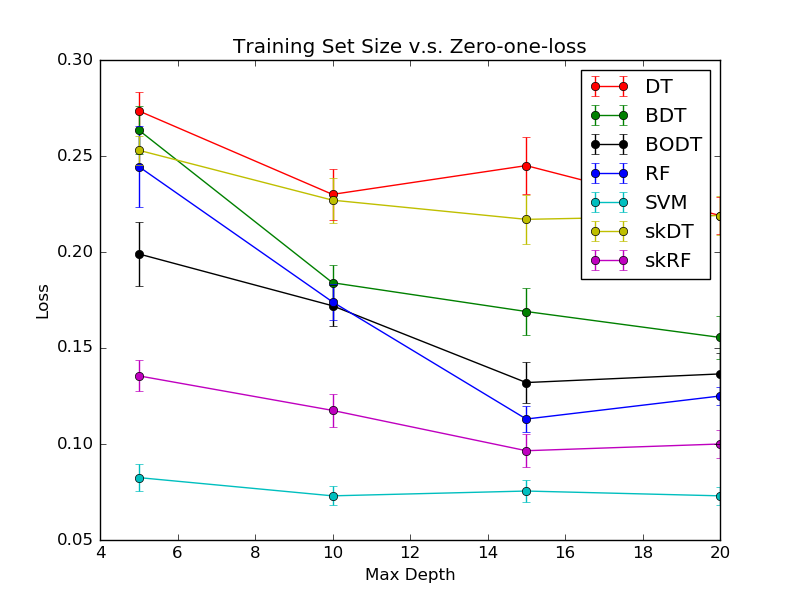 Training Set Size v.s. Zero-one-loss
0.30
0.25
0.20
0.15
0.10
0.05
Loss
4
6
8
10
12
14
16
18
20
Max Depth
DT
BDT
BODT
RF
SVM
skDT
skRF